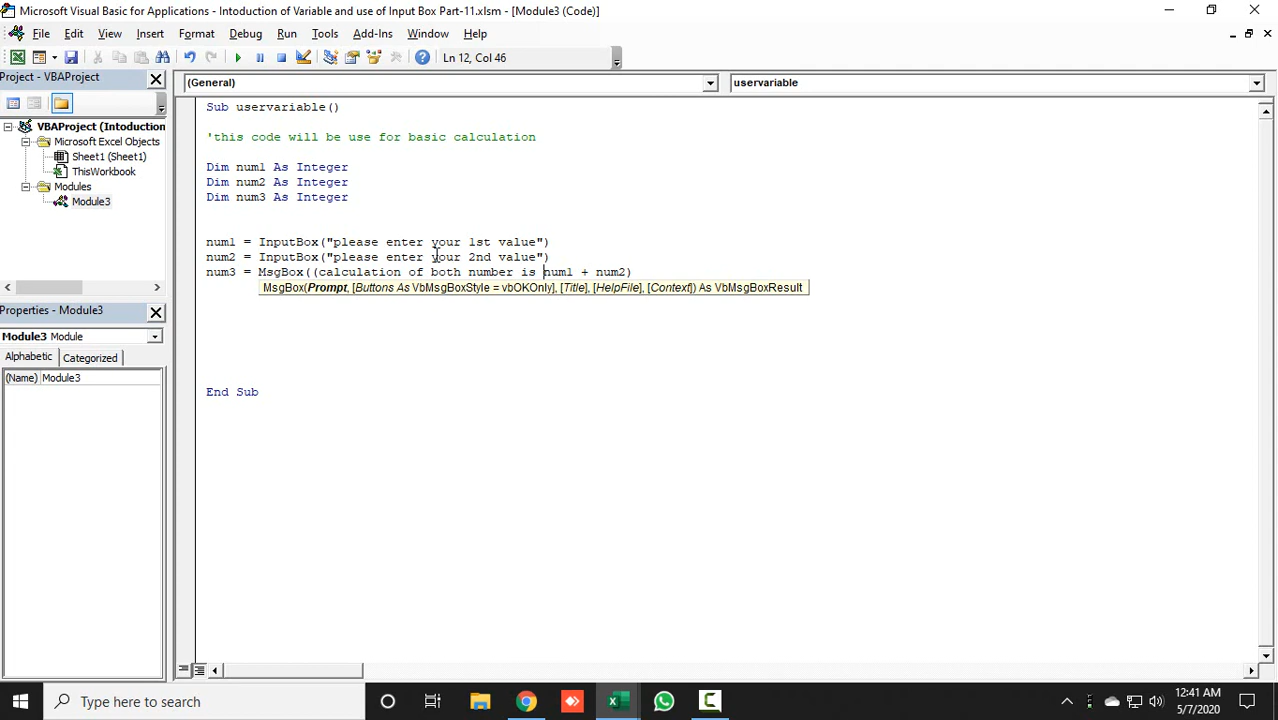 Microsoft Visual Basic for Applications - Intoduction of Variable and use of Input Box Part-11.xlsm - [Module3 (Code)]
File Edit View Insert Format Debug Run Tools Add-Ins Window Help
Ln 12, Col 46
Project - VBAProject
(General)
uservariable
VBAProject (Intoduction
Microsoft Excel Objects
Sheet1 (Sheet1)
ThisWorkbook
Modules
Module3
Sub uservariable()
'this code will be use for basic calculation
Dim num1 As Integer
Dim num2 As Integer
Dim num3 As Integer
num1 = InputBox("please enter your 1st value")
num2 = InputBox("please enter your 2nd value")
num3 = MsgBox((calculation of both number is num1 + num2)
MsgBox(Prompt, [Buttons As VbMsgBoxStyle = vbOKOnly], [Title], [HelpFile], [Context]) As VbMsgBoxResult
End Sub
Properties - Module3
Module3 Module
Alphabetic Categorized
(Name) Module3
Type here to search
12:41 AM
5/7/2020